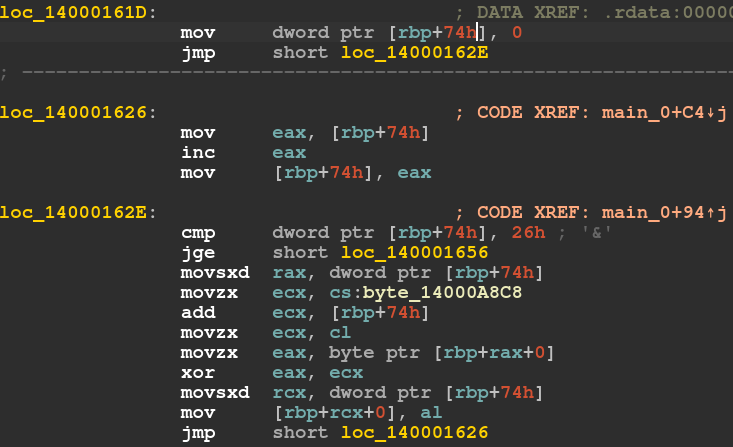 loc_14000161D: ; DATA XREF: .rdata:00000
mov dword ptr [rbp+74h], 0
jmp short loc_14000162E
; ---------------------------------------------------------------
loc_140001626: ; CODE XREF: main_0+C4↓j
mov eax, [rbp+74h]
inc eax
mov [rbp+74h], eax
loc_14000162E: ; CODE XREF: main_0+94↑j
cmp dword ptr [rbp+74h], 26h ; '&'
jge short loc_140001656
movsxd rax, dword ptr [rbp+74h]
movzx ecx, cs:byte_14000A8C8
add ecx, [rbp+74h]
movzx ecx, cl
movzx eax, byte ptr [rbp+rax+0]
xor eax, ecx
movsxd rcx, dword ptr [rbp+74h]
mov [rbp+rcx+0], al
jmp short loc_140001626